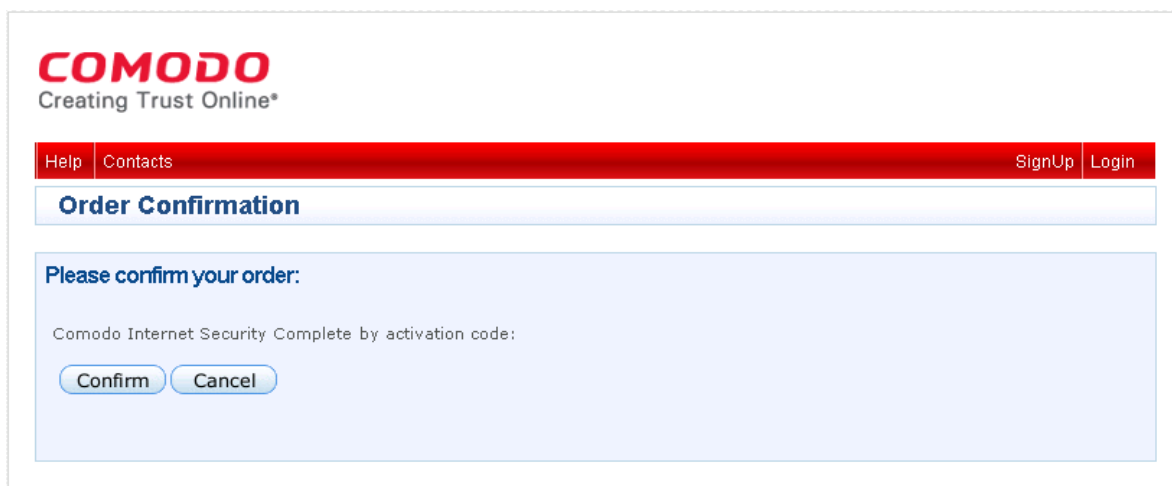 COMODO
Creating Trust Online®
Help Contacts SignUp Login
Order Confirmation
Please confirm your order:
Comodo Internet Security Complete by activation code:
Confirm Cancel